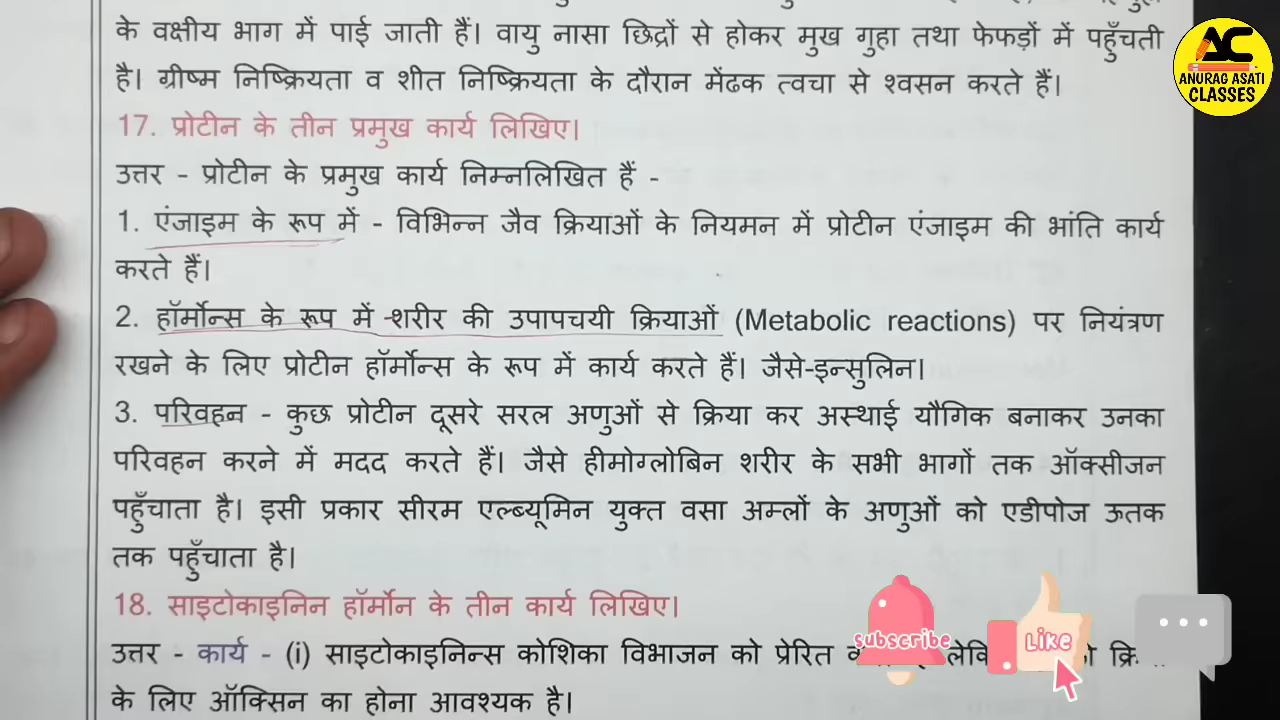 के वक्षीय भाग में पाई जाती हैं। वायु नासा छिद्रों से होकर मुख गुहा तथा फेफड़ों में पहुँचती
है। ग्रीष्म निष्क्रियता व शीत निष्क्रियता के दौरान मेंढक त्वचा से श्वसन करते हैं।
17. प्रोटीन के तीन प्रमुख कार्य लिखिए।
उत्तर - प्रोटीन के प्रमुख कार्य निम्नलिखित हैं -
1. एंजाइम के रूप में - विभिन्न जैव क्रियाओं के नियमन में प्रोटीन एंजाइम की भांति कार्य
करते हैं।
2. हॉर्मोन्स के रूप में -शरीर की उपापचयी क्रियाओं (Metabolic reactions) पर नियंत्रण
रखने के लिए प्रोटीन हॉर्मोन्स के रूप में कार्य करते हैं। जैसे-इन्सुलिन।
3. परिवहन - कुछ प्रोटीन दूसरे सरल अणुओं से क्रिया कर अस्थाई यौगिक बनाकर उनका
परिवहन करने में मदद करते हैं। जैसे हीमोग्लोबिन शरीर के सभी भागों तक ऑक्सीजन
पहुँचाता है। इसी प्रकार सीरम एल्ब्यूमिन युक्त वसा अम्लों के अणुओं को एडीपोज ऊतक
तक पहुँचाता है।
18. साइटोकाइनिन हॉर्मोन के तीन कार्य लिखिए।
उत्तर - कार्य - (i) साइटोकाइनिन्स कोशिका विभाजन को प्रेरित
के लिए ऑक्सिन का होना आवश्यक है।
AC
ANURAG ASATI
CLASSES
subscribe
Like